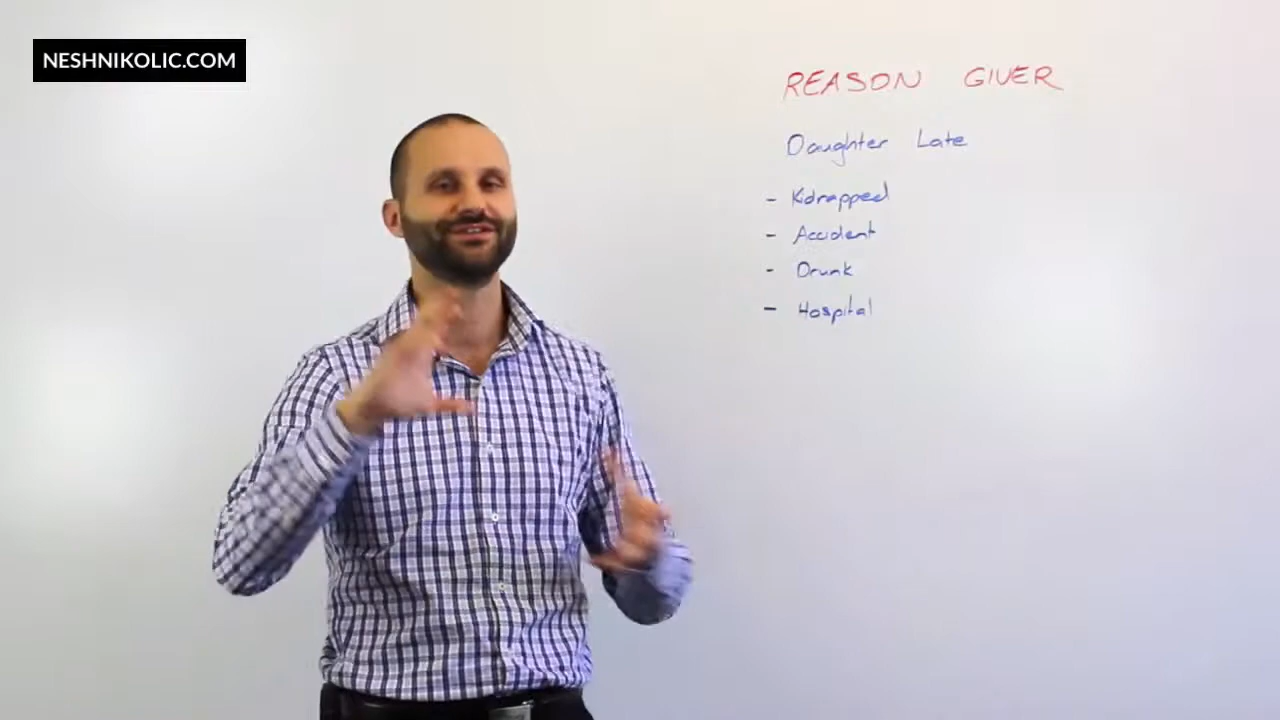 NESHNIKOLIC.COM
REASON GIVER
Daughter Late
- Kidnapped
- Accident
- Drunk
- Hospital